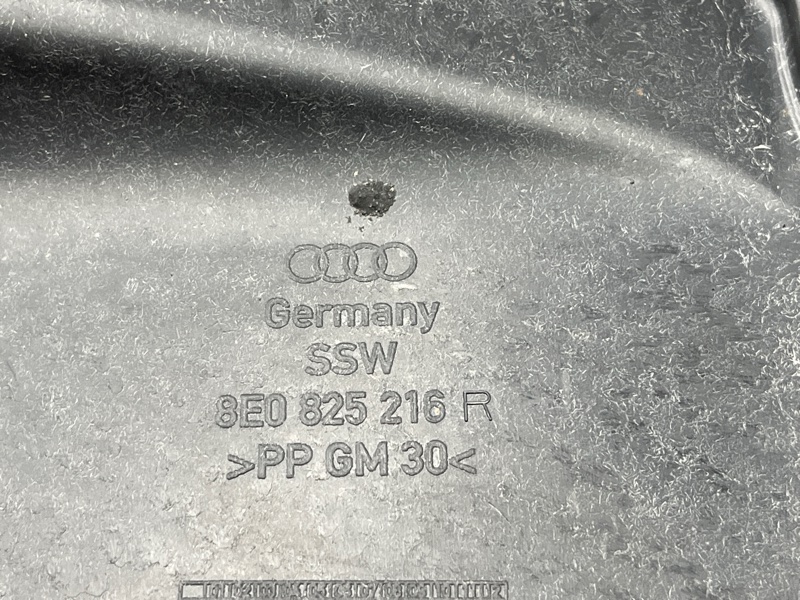 Germany
SSW
8E0 825 216 R
>PP GM 30<